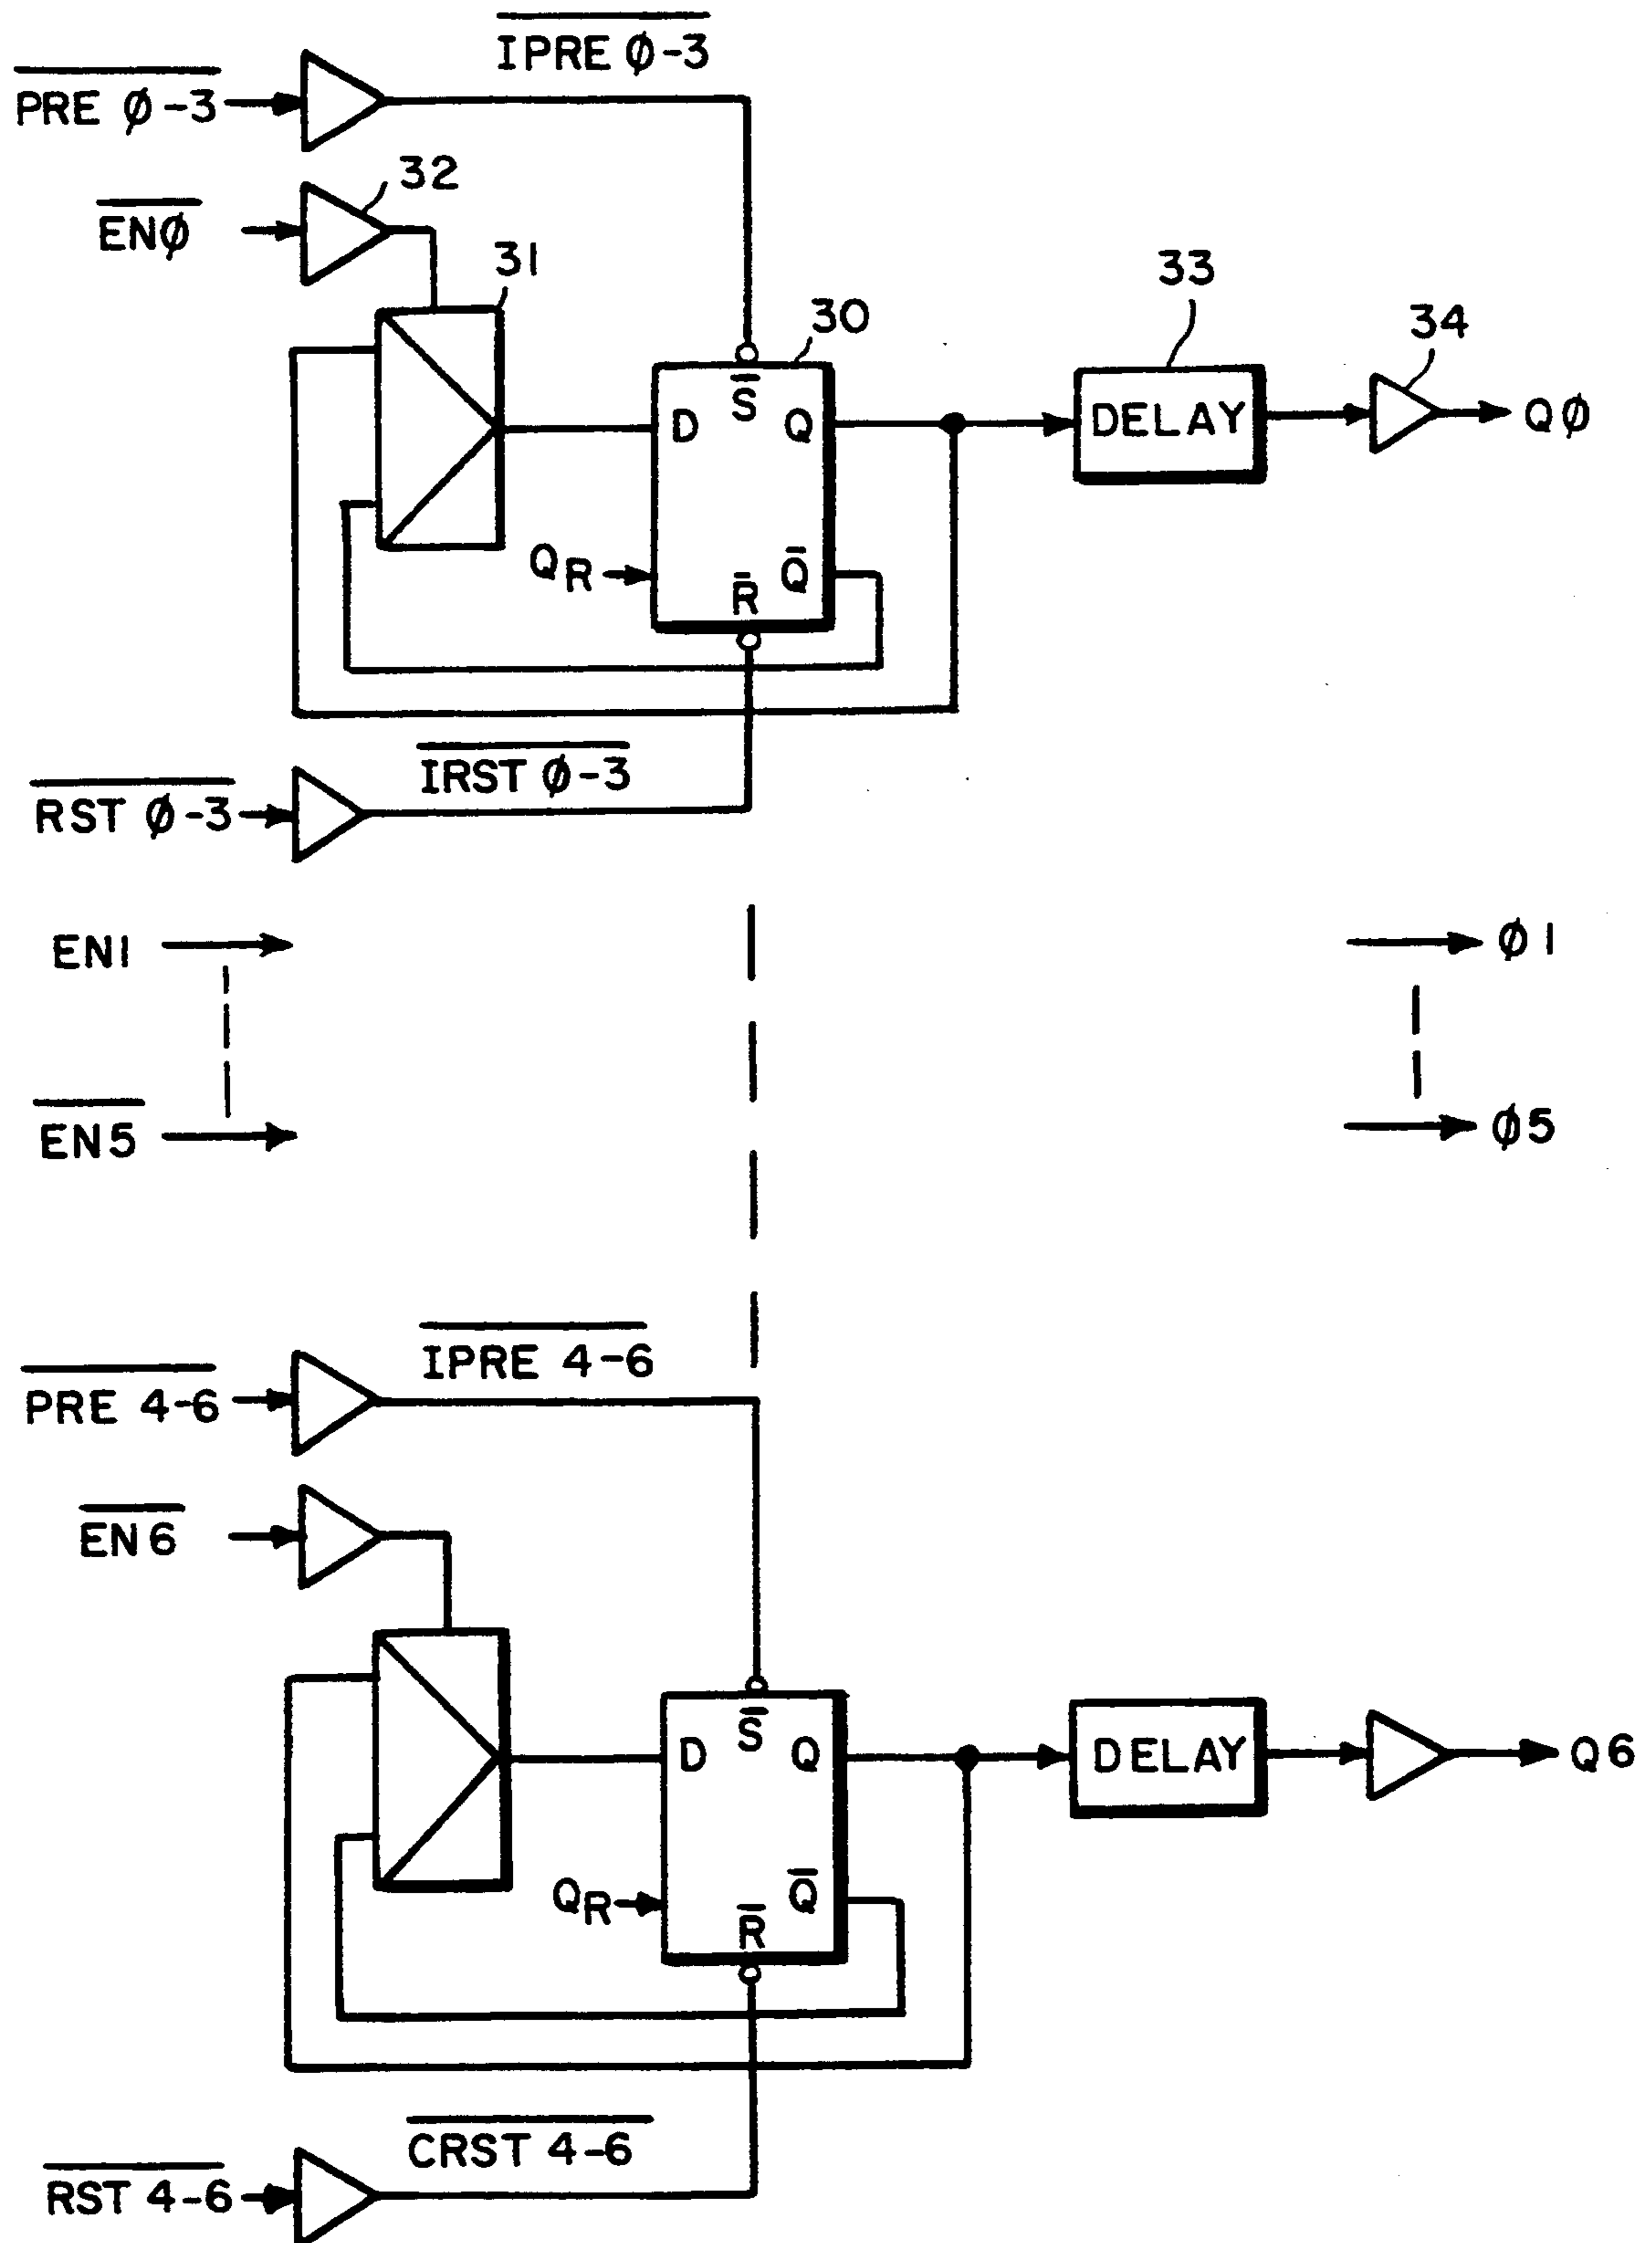 IPRE Ø-3
PRE Ø-3
32
ENØ
31
33
30
34
D
S̅
Q
DELAY
QØ
QR
R̅
Q̅
IRST Ø-3
RST Ø-3
EN1
Ø1
EN5
Ø5
IPRE 4-6
PRE 4-6
EN6
D
S̅
Q
DELAY
Q6
QR
R̅
Q̅
CRST 4-6
RST 4-6